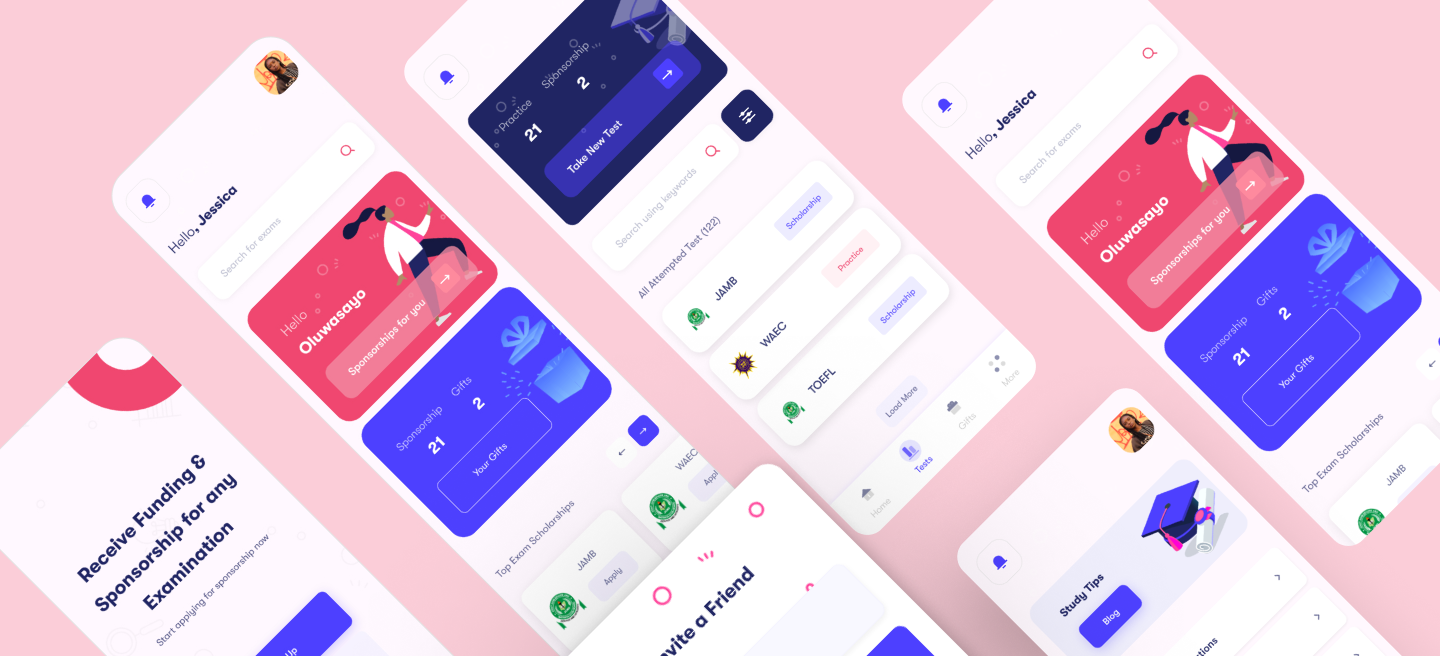 Receive Funding &
Sponsorship for any
Examination
Start applying for sponsorship now
Up
Hello, Jessica
Search for exams
Hello
Oluwasayo
Sponsorships for you
Sponsorship
21
Gifts
2
Your Gifts
Top Exam Scholarships
JAMB
Apply
WAEC
Practice
21
Sponsorship
2
Take New Test
Search using keywords
All Attempted Test (122)
JAMB
Scholarship
WAEC
Practice
TOEFL
Scholarship
Load More
Home
Tests
Gifts
More
vite a Friend
Hello, Jessica
Search for exams
Hello
Oluwasayo
Sponsorships for you
Sponsorship
21
Gifts
2
Your Gifts
Top Exam Scholarships
JAMB
Study Tips
Blog